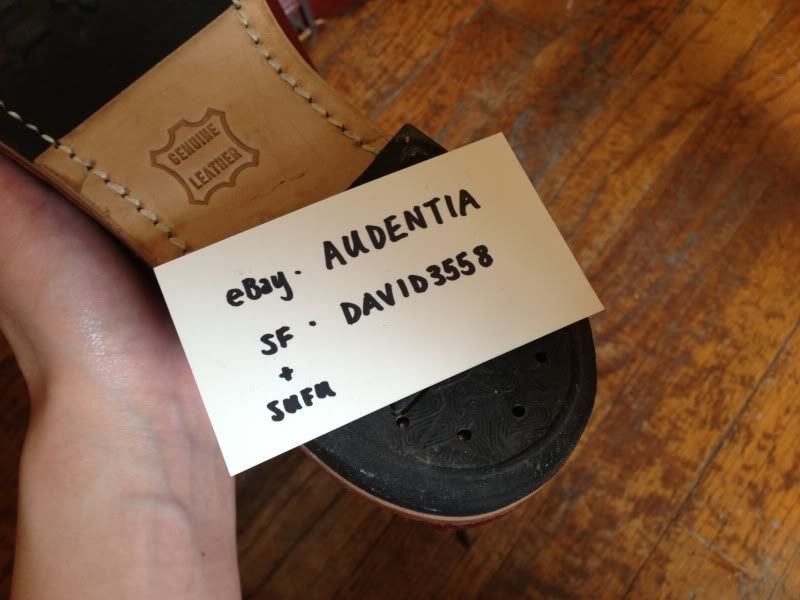 GENUINE
LEATHER
eBay. AUDENTIA
SF. DAVID3558
+
SUFU